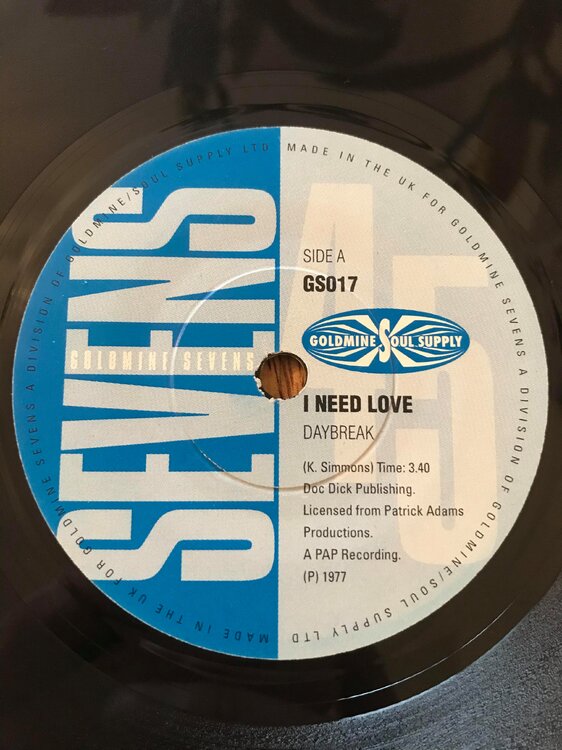 MADE IN THE UK FOR GOLDMINE SEVENS A DIVISION OF GOLDMINE/SOUL SUPPLY LTD
MADE IN THE UK FOR GOLDMINE SEVENS A DIVISION OF GOLDMINE/SOUL SUPPLY LTD
SEVENS
GOLDMINE SEVENS
45
SIDE A
GS017
GOLDMINE SOUL SUPPLY
I NEED LOVE
DAYBREAK
(K. Simmons) Time: 3.40
Doc Dick Publishing.
Licensed from Patrick Adams
Productions.
A PAP Recording.
(P) 1977